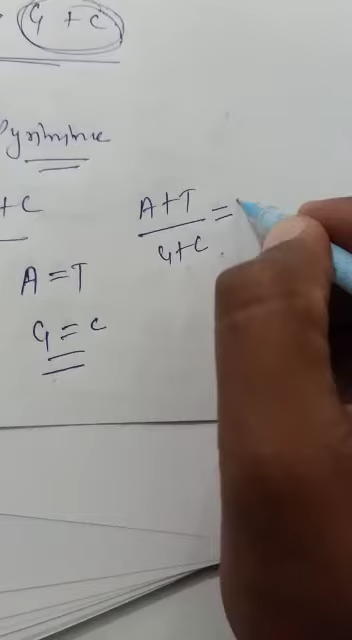 G + C
Pyrimidine
+C
A + T / G + C =
A = T
G = C